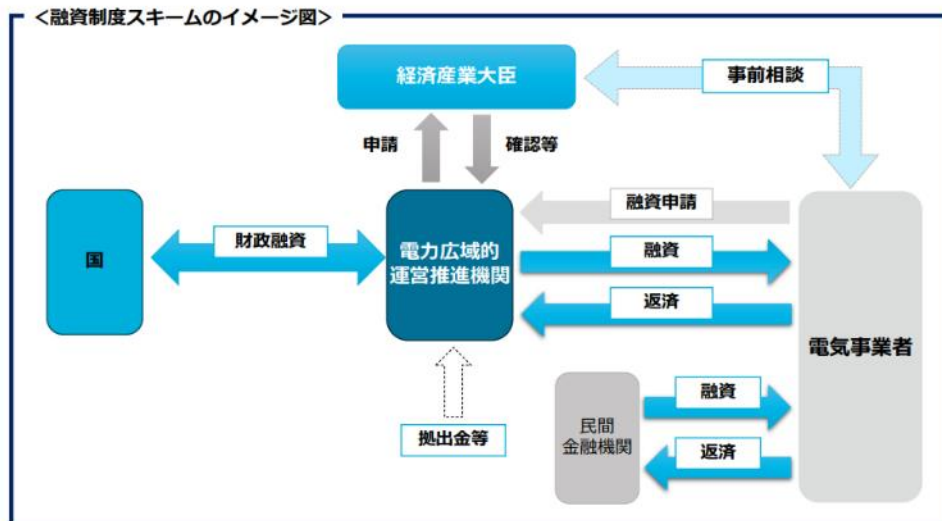 <融資制度スキームのイメージ図>
経済産業大臣
事前相談
申請
確認等
国
財政融資
電力広域的
運営推進機関
融資申請
融資
返済
電気事業者
拠出金等
民間
金融機関
融資
返済